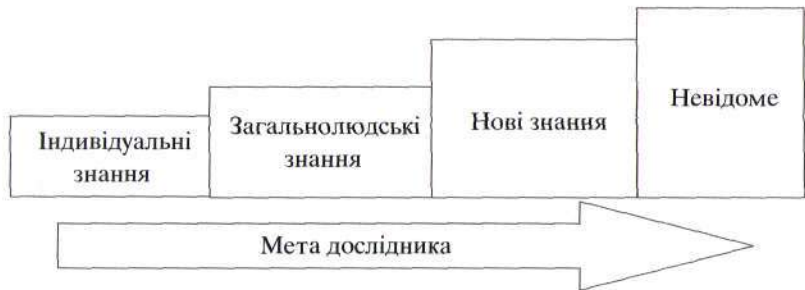 Індивідуальні
знання
Загальнолюдські
знання
Нові знання
Невідоме
Мета дослідника